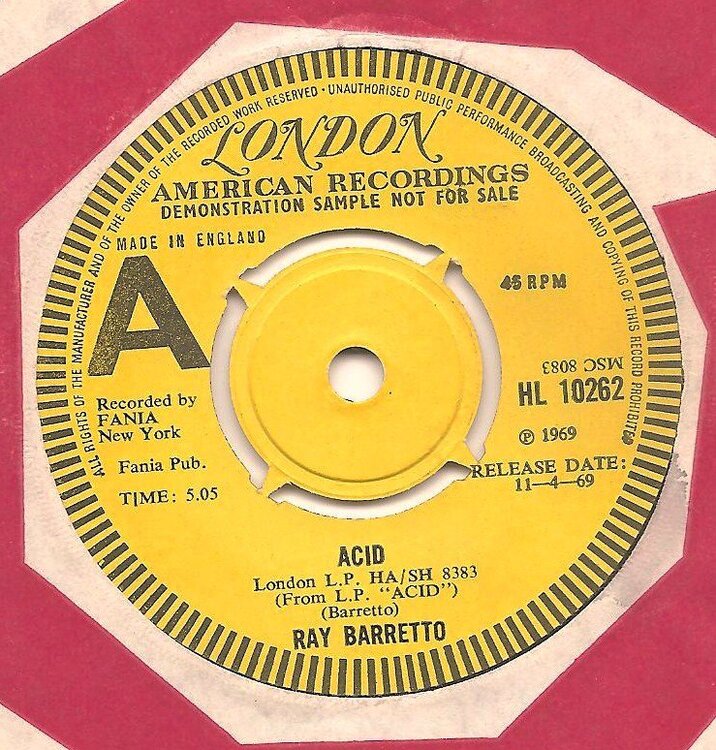 ALL RIGHTS OF THE MANUFACTURER AND OF THE OWNER OF THE RECORDED WORK RESERVED · UNAUTHORISED PUBLIC PERFORMANCE BROADCASTING AND COPYING OF THIS RECORD PROHIBITED
LONDON
AMERICAN RECORDINGS
DEMONSTRATION SAMPLE NOT FOR SALE
MADE IN ENGLAND
A
45 RPM
MSC 8083
HL 10262
Recorded by
FANIA
New York
℗ 1969
Fania Pub.
RELEASE DATE:
11—4—69
TIME: 5.05
ACID
London L.P. HA/SH 8383
(From L.P. “ACID”)
(Barretto)
RAY BARRETTO